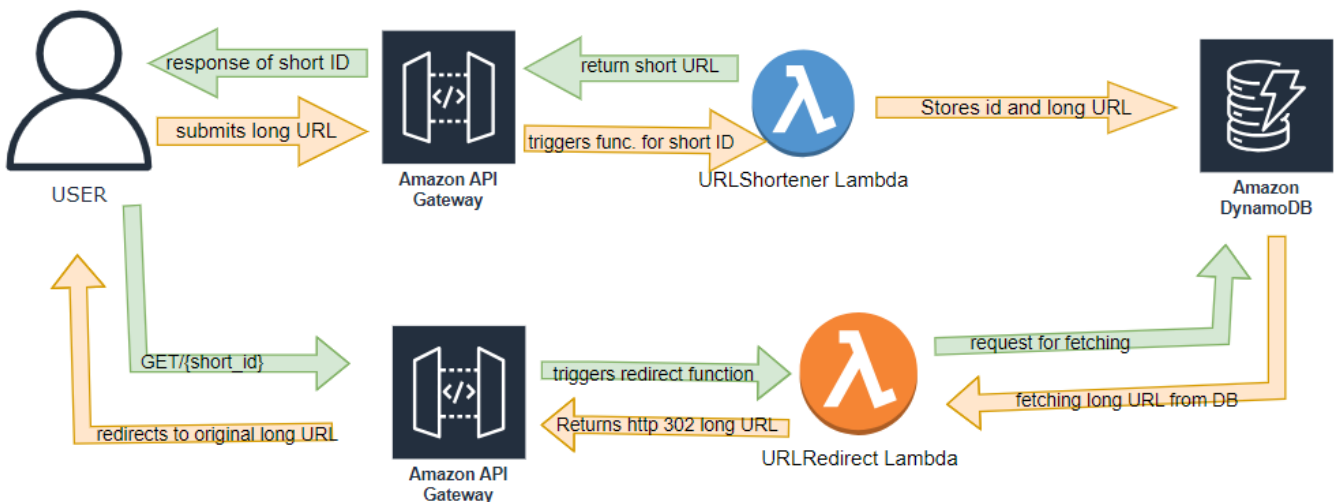 response of short ID
return short URL
</>
submits long URL
triggers func. for short ID
Stores id and long URL
USER
Amazon API
Gateway
URLShortener Lambda
Amazon
DynamoDB
GET/{short_id}
triggers redirect function
request for fetching
</>
redirects to original long URL
Returns http 302 long URL
fetching long URL from DB
Amazon API
Gateway
URLRedirect Lambda